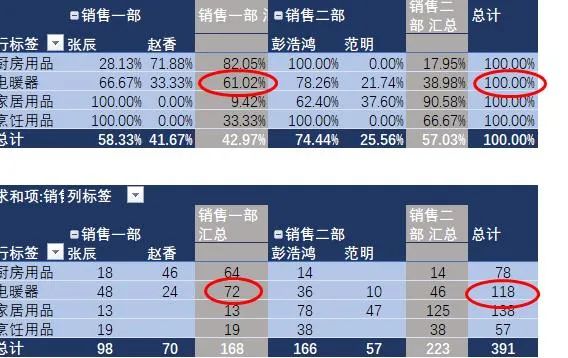 销售一部 销售一部 汇 销售二部 销售二部 汇总 总计
行标签 张辰 赵香 彭浩鸿 范明
厨房用品 28.13% 71.88% 82.05% 100.00% 0.00% 17.95% 100.00%
电暖器 66.67% 33.33% 61.02% 78.26% 21.74% 38.98% 100.00%
家居用品 100.00% 0.00% 9.42% 62.40% 37.60% 90.58% 100.00%
烹饪用品 100.00% 0.00% 33.33% 100.00% 0.00% 66.67% 100.00%
总计 58.33% 41.67% 42.97% 74.44% 25.56% 57.03% 100.00%
求和项:销售 列标签
销售一部 销售一部 汇总 销售二部 销售二部 汇总 总计
行标签 张辰 赵香 彭浩鸿 范明
厨房用品 18 46 64 14 14 78
电暖器 48 24 72 36 10 46 118
家居用品 13 13 78 47 125 138
烹饪用品 19 19 38 38 57
总计 98 70 168 166 57 223 391